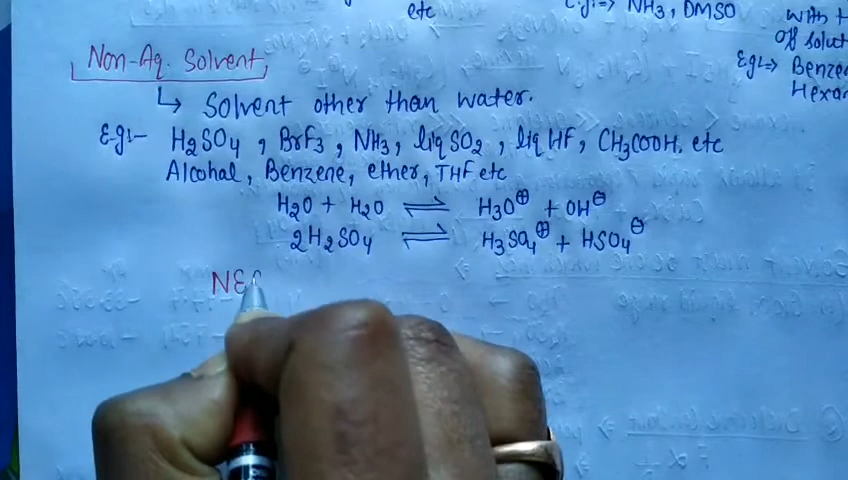 etc
E.g:⇒ NH3, DMSO
with
of solut
Eg:⇒ Benze
Hexa
Non-Aq. Solvent
↳ Solvent other than water.
E.g:- H2SO4, BrF3, NH3, liq SO2, liq HF, CH3COOH, etc
Alcohal, Benzene, ether, THF etc
H2O + H2O ⇌ H3O⊕ + OH⊖
2H2SO4 ⇌ H3SO4⊕ + HSO4⊖
NE